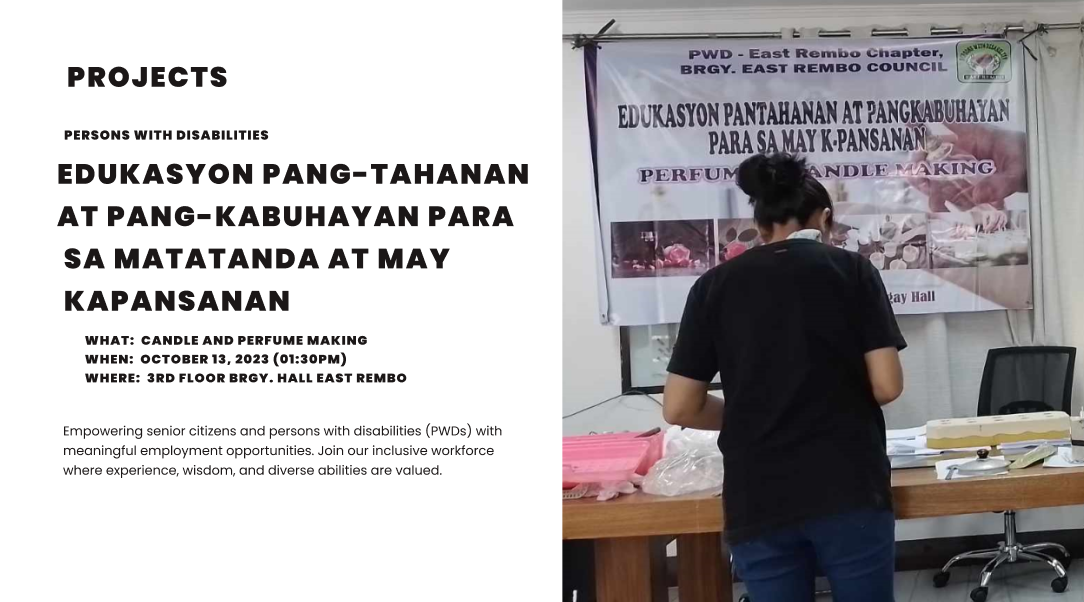 PROJECTS
PERSONS WITH DISABILITIES
EDUKASYON PANG-TAHANAN
AT PANG-KABUHAYAN PARA
SA MATATANDA AT MAY
KAPANSANAN
WHAT: CANDLE AND PERFUME MAKING
WHEN: OCTOBER 13, 2023 (01:30PM)
WHERE: 3RD FLOOR BRGY. HALL EAST REMBO
Empowering senior citizens and persons with disabilities (PWDs) with
meaningful employment opportunities. Join our inclusive workforce
where experience, wisdom, and diverse abilities are valued.
PWD - East Rembo Chapter,
BRGY. EAST REMBO COUNCIL
EDUKASYON PANTAHANAN AT PANGKABUHAYAN
PARA SA MAY K-PANSANAN
PERFUM ANDLE MAKING
gay Hall